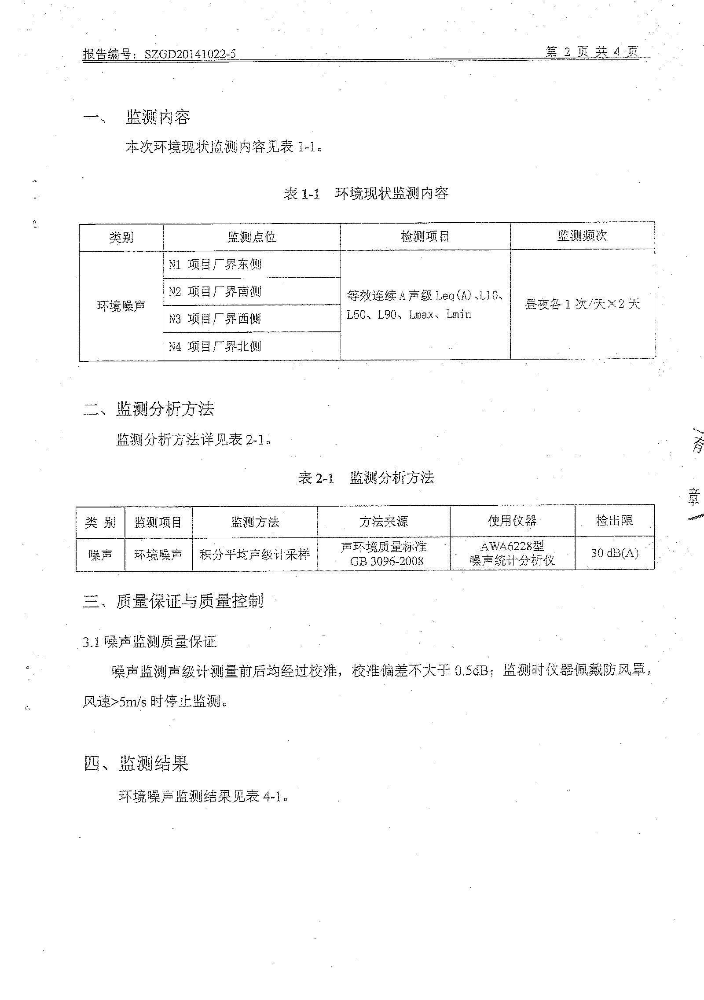 报告编号：SZGD20141022-5
第 2 页 共 4 页
一、 监测内容
本次环境现状监测内容见表 1-1。
表 1-1 环境现状监测内容
类别 监测点位 检测项目 监测频次
环境噪声
N1 项目厂界东侧
N2 项目厂界南侧
N3 项目厂界西侧
N4 项目厂界北侧
等效连续 A 声级 Leq(A)、L10、
L50、L90、Lmax、Lmin
昼夜各 1 次/天×2 天
二、监测分析方法
监测分析方法详见表 2-1。
表 2-1 监测分析方法
类 别 监测项目 监测方法 方法来源 使用仪器 检出限
噪声 环境噪声 积分平均声级计采样
声环境质量标准
GB 3096-2008
AWA6228型
噪声统计分析仪
30 dB(A)
三、质量保证与质量控制
3.1 噪声监测质量保证
噪声监测声级计测量前后均经过校准，校准偏差不大于 0.5dB；监测时仪器佩戴防风罩，
风速>5m/s 时停止监测。
四、监测结果
环境噪声监测结果见表 4-1。
有
章